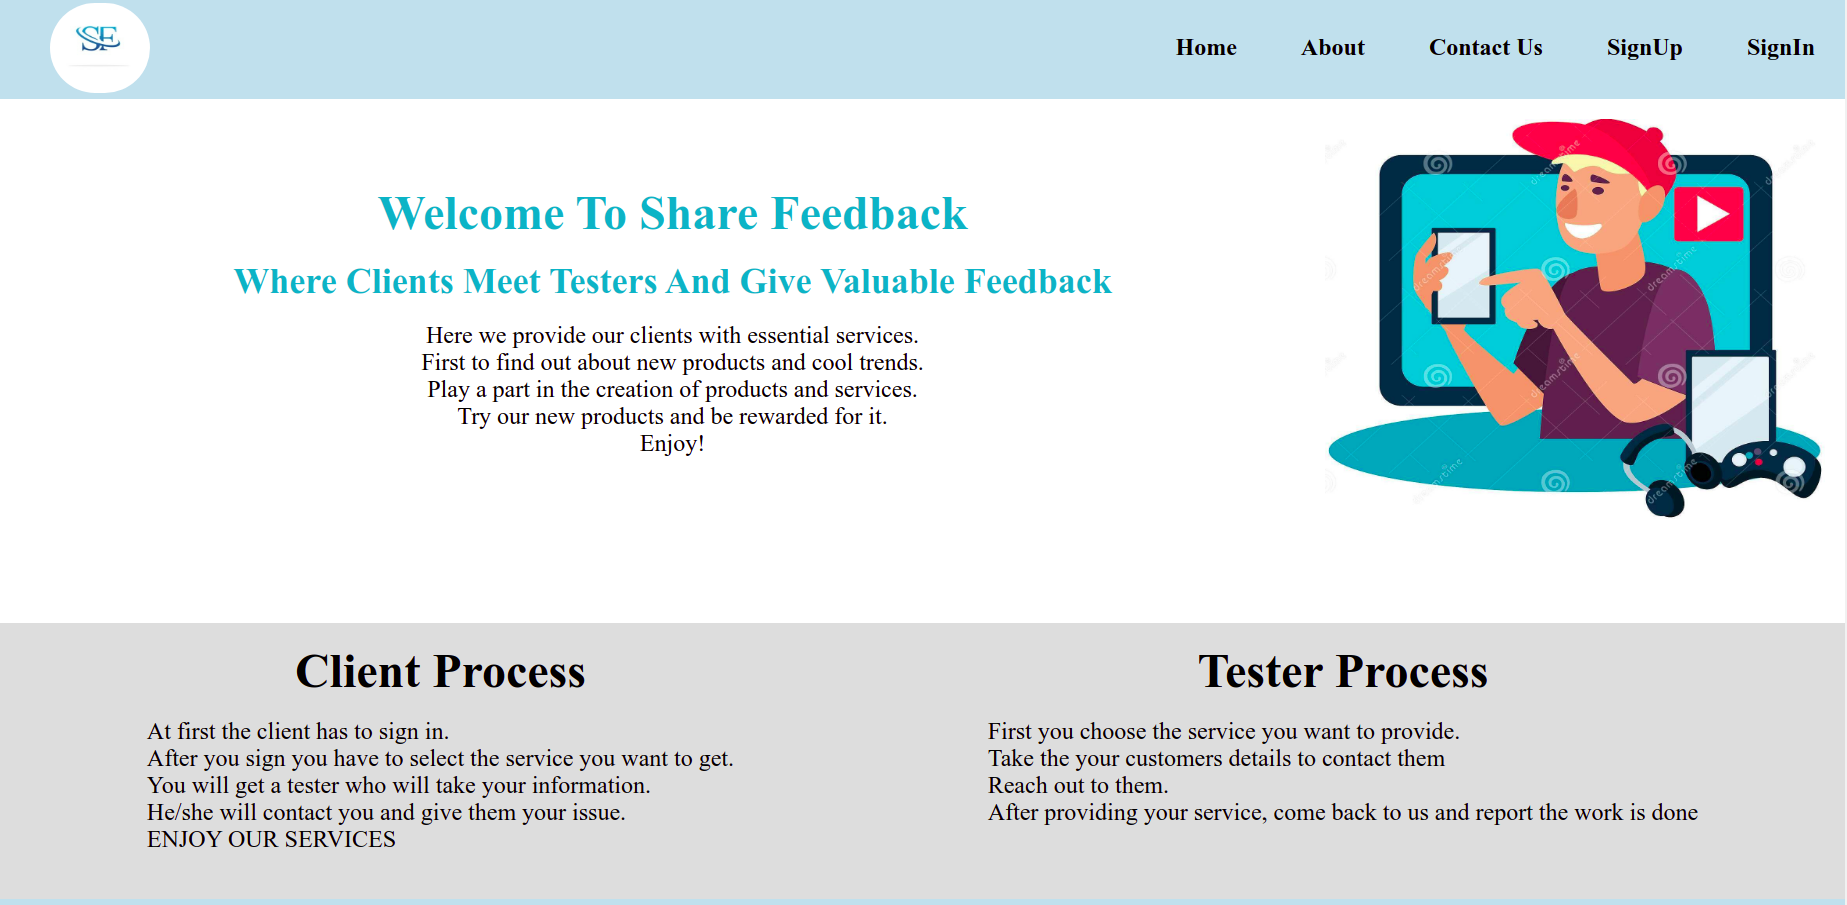 SF
Home
About
Contact Us
SignUp
SignIn
Welcome To Share Feedback
Where Clients Meet Testers And Give Valuable Feedback
Here we provide our clients with essential services.
First to find out about new products and cool trends.
Play a part in the creation of products and services.
Try our new products and be rewarded for it.
Enjoy!
dreamstime
dreamstime
dreamstime
dreamstime
dreamstime
Client Process
At first the client has to sign in.
After you sign you have to select the service you want to get.
You will get a tester who will take your information.
He/she will contact you and give them your issue.
ENJOY OUR SERVICES
Tester Process
First you choose the service you want to provide.
Take the your customers details to contact them
Reach out to them.
After providing your service, come back to us and report the work is done